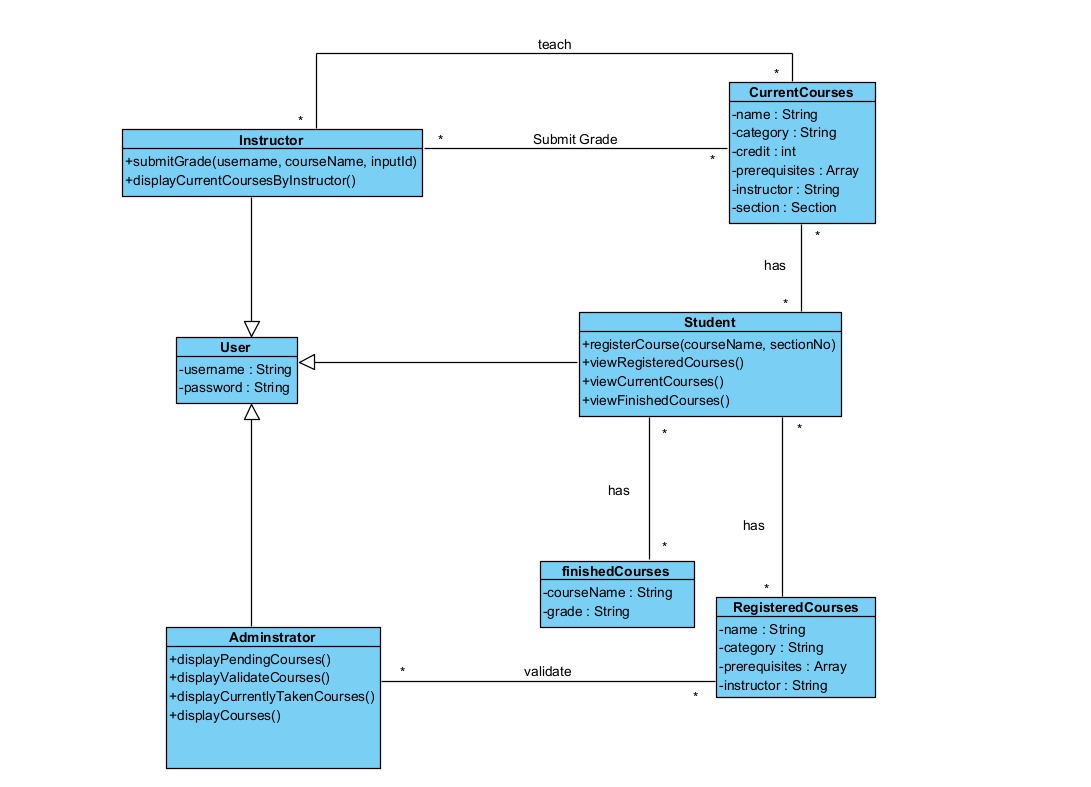 teach
*
*
CurrentCourses
-name : String
-category : String
-credit : int
-prerequisites : Array
-instructor : String
-section : Section
Instructor
+submitGrade(username, courseName, inputId)
+displayCurrentCoursesByInstructor()
*
Submit Grade
*
*
has
*
Student
+registerCourse(courseName, sectionNo)
+viewRegisteredCourses()
+viewCurrentCourses()
+viewFinishedCourses()
User
-username : String
-password : String
*
*
has
has
*
*
finishedCourses
-courseName : String
-grade : String
RegisteredCourses
-name : String
-category : String
-prerequisites : Array
-instructor : String
Adminstrator
+displayPendingCourses()
+displayValidateCourses()
+displayCurrentlyTakenCourses()
+displayCourses()
*
validate
*